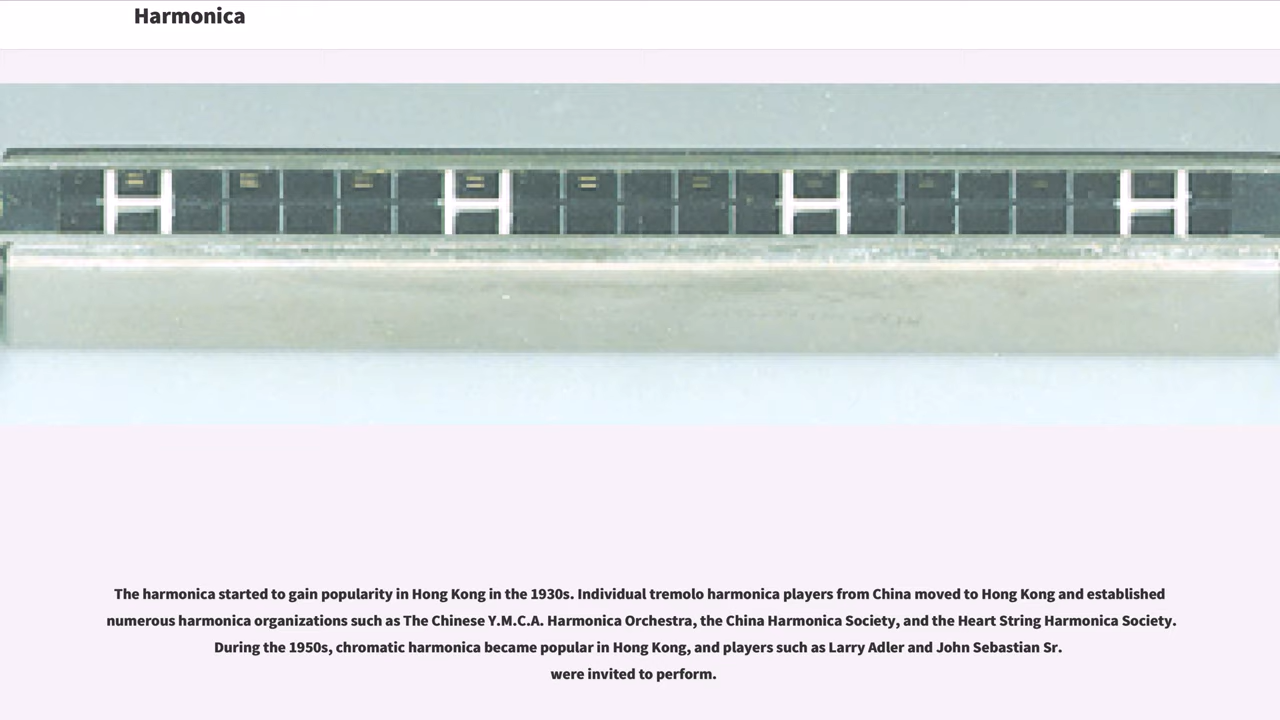 Harmonica
The harmonica started to gain popularity in Hong Kong in the 1930s. Individual tremolo harmonica players from China moved to Hong Kong and established
numerous harmonica organizations such as The Chinese Y.M.C.A. Harmonica Orchestra, the China Harmonica Society, and the Heart String Harmonica Society.
During the 1950s, chromatic harmonica became popular in Hong Kong, and players such as Larry Adler and John Sebastian Sr.
were invited to perform.